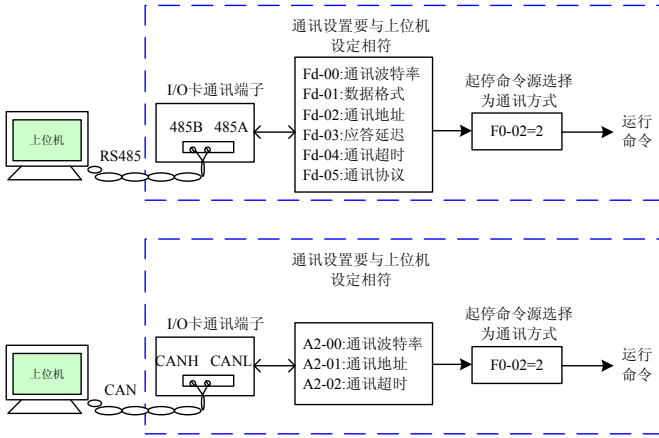 通讯设置要与上位机
设定相符
I/O卡通讯端子
485B 485A
上位机
RS485
Fd-00:通讯波特率
Fd-01:数据格式
Fd-02:通讯地址
Fd-03:应答延迟
Fd-04:通讯超时
Fd-05:通讯协议
起停命令源选择
为通讯方式
F0-02=2
运行
命令
通讯设置要与上位机
设定相符
I/O卡通讯端子
CANH CANL
上位机
CAN
A2-00:通讯波特率
A2-01:通讯地址
A2-02:通讯超时
起停命令源选择
为通讯方式
F0-02=2
运行
命令